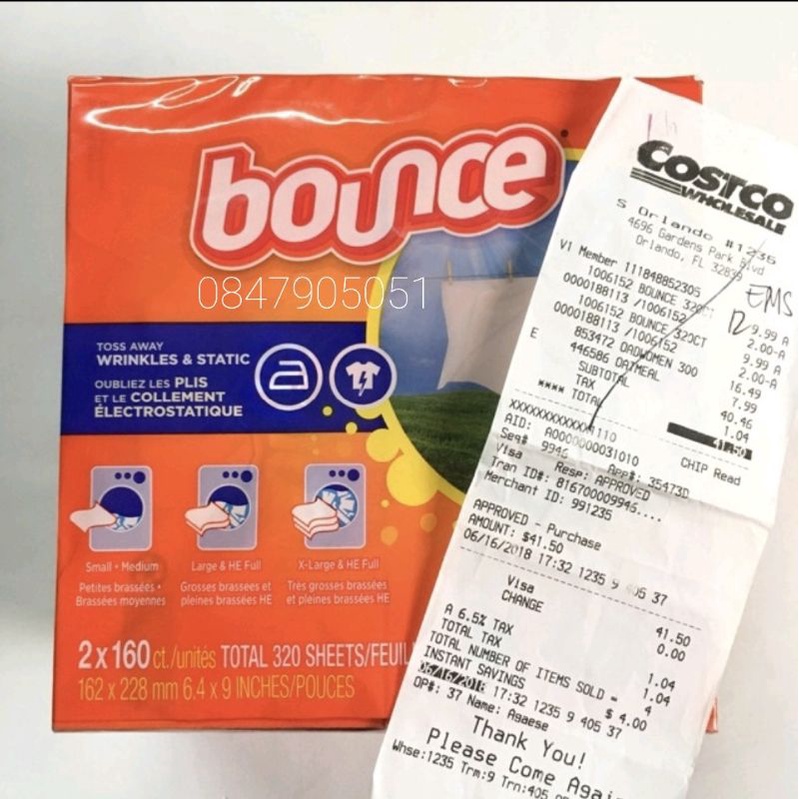 bounce
0847905051
TOSS AWAY
WRINKLES & STATIC
OUBLIEZ LES PLIS
ET LE COLLEMENT
ÉLECTROSTATIQUE
Small • Medium
Petites brassées •
Brassées moyennes
Large & HE Full
Grosses brassées et
pleines brassées HE
X-Large & HE Full
Très grosses brassées
et pleines brassées HE
2 x 160 ct./unités TOTAL 320 SHEETS/FEUIL
162 x 228 mm 6.4 x 9 INCHES/POUCES
COSTCO
WHOLESALE
S Orlando #1235
4696 Gardens Park Blvd
Orlando, FL 32839
EMS
VI Member 111848852305
1006152 BOUNCE 320CT 9.99 A
0000188113 /1006152 2.00-A
1006152 BOUNCE 320CT 9.99 A
0000188113 /1006152 2.00-A
853472 DADWOMEN 300 16.49
E 446586 OATMEAL 7.99
SUBTOTAL 40.46
TAX 1.04
**** TOTAL 41.50
XXXXXXXXXXXX1110 CHIP Read
AID: A0000000031010
Seq# 9946 App#: 35473D
Visa Resp: APPROVED
Tran ID#: 816700009946....
Merchant ID: 991235
APPROVED - Purchase
AMOUNT: $41.50
06/16/2018 17:32 1235 9 405 37
Visa 41.50
CHANGE 0.00
A 6.5% TAX 1.04
TOTAL TAX 1.04
TOTAL NUMBER OF ITEMS SOLD = 4
INSTANT SAVINGS $ 4.00
06/16/2018 17:32 1235 9 405 37
OP#: 37 Name: Agaese
Thank You!
Please Come Again
Whse:1235 Trm:9 Trn:405